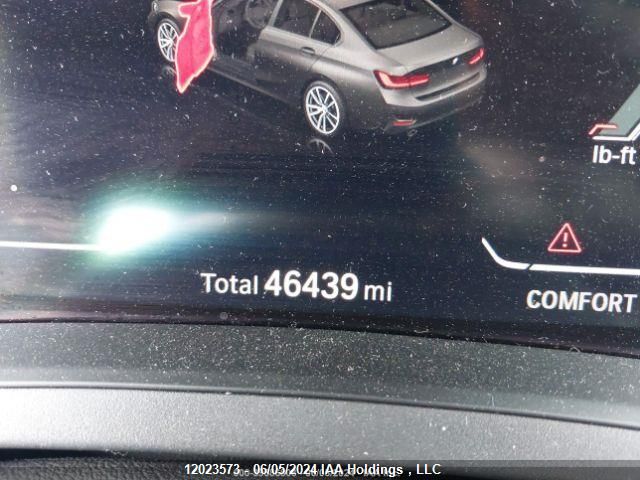 lb-ft
Total 46439 mi
COMFORT
12023573 - 06/05/2024 IAA Holdings , LLC